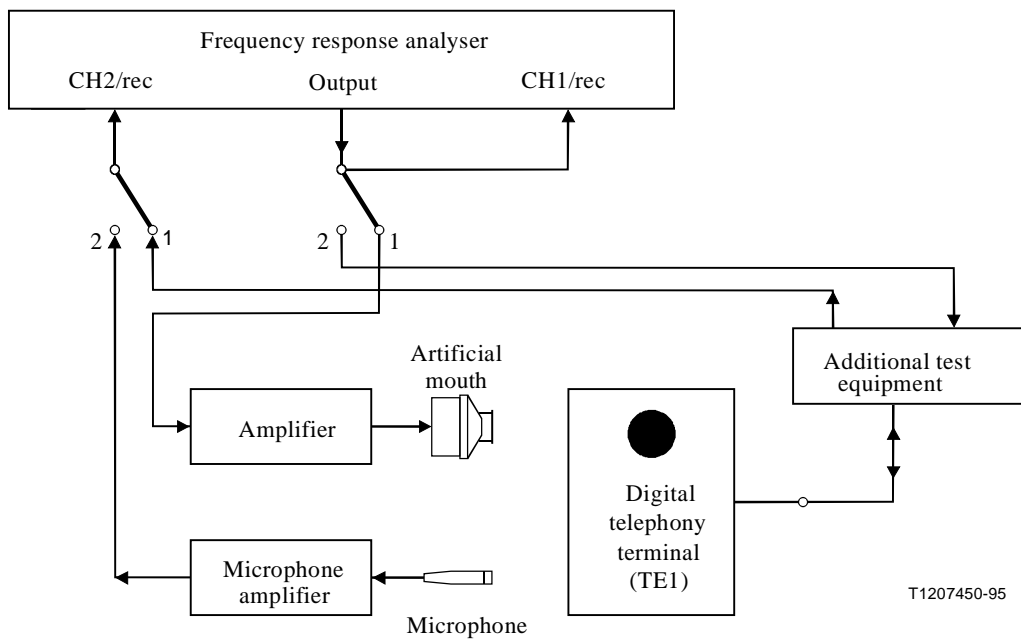 Frequency response analyser
CH2/rec
Output
CH1/rec
2
1
2
1
Artificial
mouth
Additional test
equipment
Amplifier
Digital
telephony
terminal
(TE1)
Microphone
amplifier
Microphone
T1207450-95